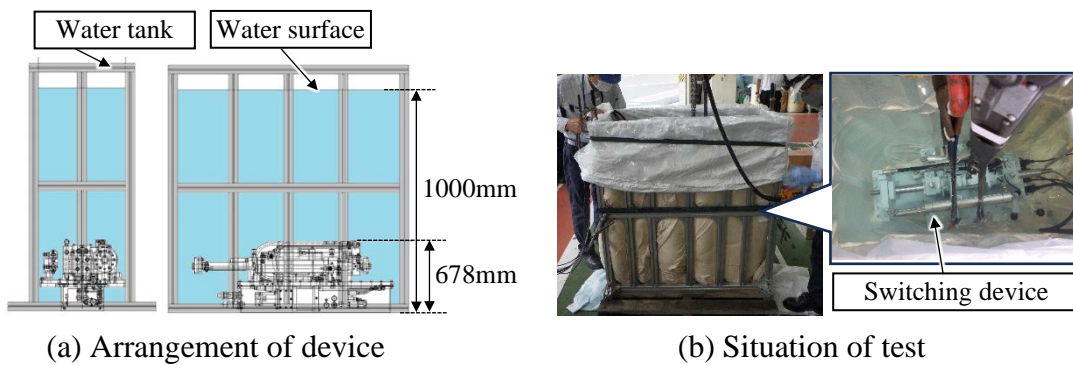 Water tank
Water surface
1000mm
678mm
Switching device
(a) Arrangement of device
(b) Situation of test